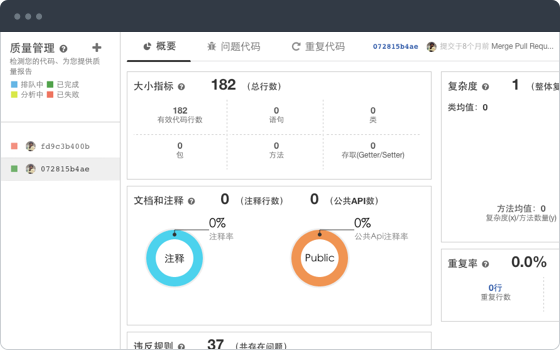 质量管理
检测您的代码、为您提供质
量报告
排队中 已完成
分析中 已失败
fd9c3b400b
072815b4ae
概要 问题代码 重复代码
072815b4ae 提交于8个月前 Merge Pull Requ...
大小指标 182 (总行数)
182 0 0
有效代码行数 语句 类
0 0 0
包 方法 存取(Getter/Setter)
文档和注释 0 (注释行数) 0 (公共API数)
0% 注释率
注释
0% 公共Api注释率
Public
违反规则 37 (共存在问题)
复杂度 1 (整体复
类均值: 0
方法均值: 0
复杂度(x)/方法数量(y)
重复率 0.0%
0行
重复行数